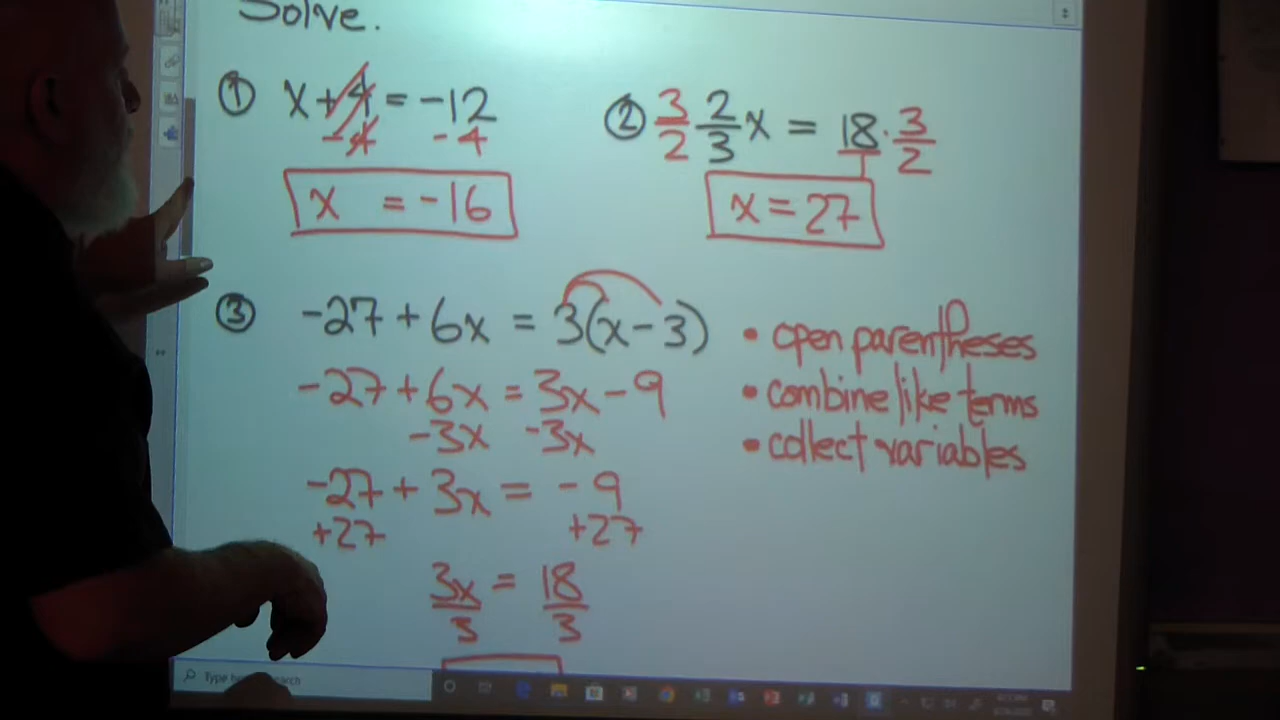 Solve.
① x + 4 = -12
- 4 - 4
x = -16
② 3/2 2/3 x = 18/1 · 3/2
x = 27
③ -27 + 6x = 3(x - 3)
-27 + 6x = 3x - 9
-3x -3x
-27 + 3x = -9
+27 +27
3x/3 = 18/3
• open parentheses
• combine like terms
• collect variables